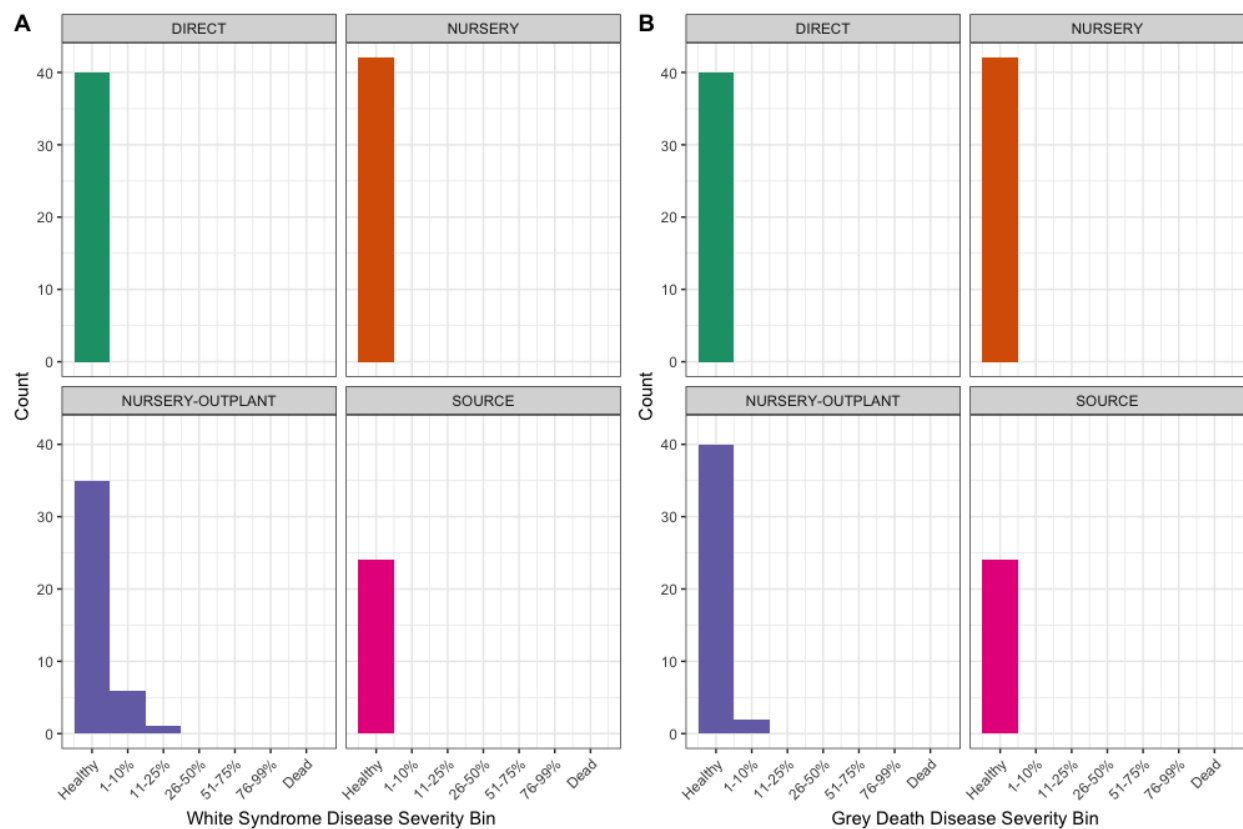 A
DIRECT
NURSERY
40
30
20
10
0
NURSERY-OUTPLANT
SOURCE
40
30
20
10
0
Count
Healthy
1-10%
11-25%
26-50%
51-75%
76-99%
Dead
Healthy
1-10%
11-25%
26-50%
51-75%
76-99%
Dead
White Syndrome Disease Severity Bin
B
DIRECT
NURSERY
40
30
20
10
0
NURSERY-OUTPLANT
SOURCE
40
30
20
10
0
Count
Healthy
1-10%
11-25%
26-50%
51-75%
76-99%
Dead
Healthy
1-10%
11-25%
26-50%
51-75%
76-99%
Dead
Grey Death Disease Severity Bin